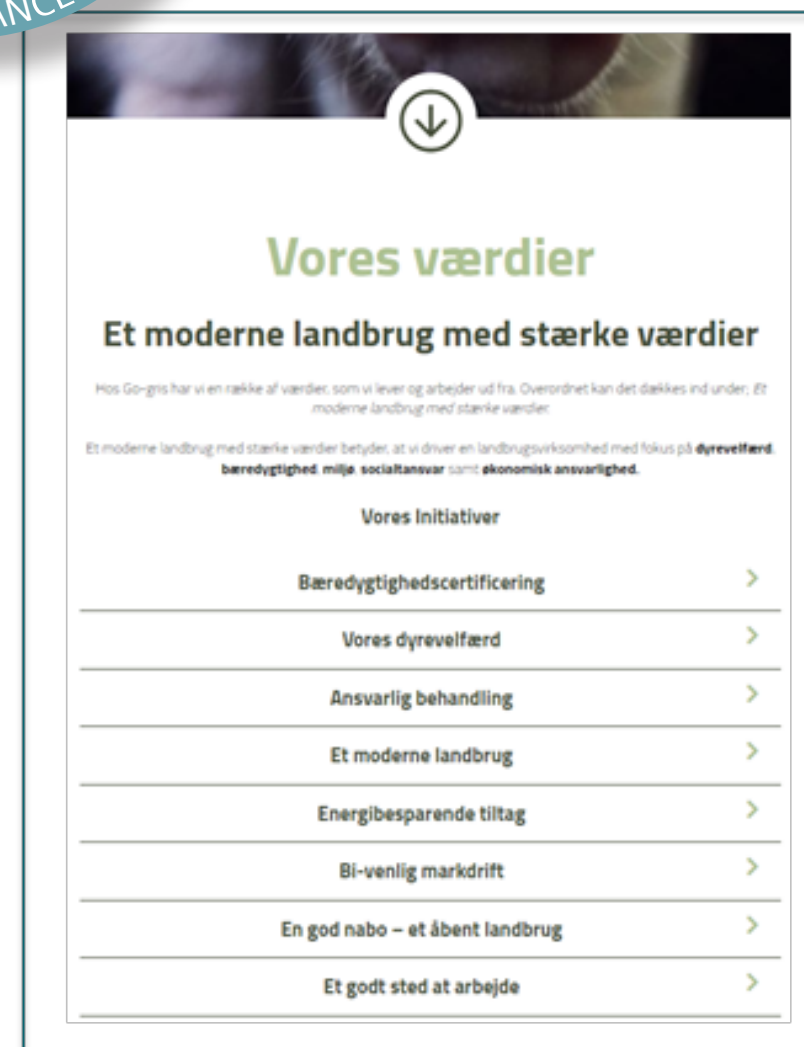 NCE
Vores værdier
Et moderne landbrug med stærke værdier
Hos Go-gris har vi en række af værdier, som vi lever og arbejder ud fra. Overordnet kan det dækkes ind under; Et
moderne landbrug med stærke værdier.
Et moderne landbrug med stærke værdier betyder, at vi driver en landbrugsvirksomhed med fokus på dyrevelfærd,
bæredygtighed, miljø, socialtansvar samt økonomisk ansvarlighed.
Vores Initiativer
Bæredygtighedscertificering
Vores dyrevelfærd
Ansvarlig behandling
Et moderne landbrug
Energibesparende tiltag
Bi-venlig markdrift
En god nabo – et åbent landbrug
Et godt sted at arbejde